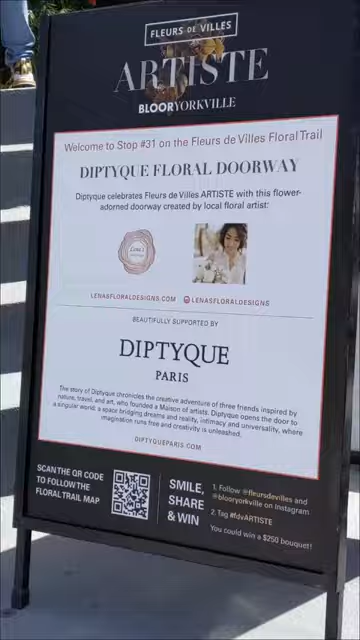 FLEURS DE VILLES
ARTISTE
BLOORYORKVILLE
Welcome to Stop #31 on the Fleurs de Villes Floral Trail
DIPTYQUE FLORAL DOORWAY
Diptyque celebrates Fleurs de Villes ARTISTE with this flower-
adorned doorway created by local floral artist:
Lena's
LENASFLORALDESIGNS.COM
LENASFLORALDESIGNS
BEAUTIFULLY SUPPORTED BY
DIPTYQUE
PARIS
The story of Diptyque chronicles the creative adventure of three friends inspired by
nature, travel, and art, who founded a Maison of artists. Diptyque opens the door to
a singular world: a space bridging dreams and reality, intimacy and universality, where
imagination runs free and creativity is unleashed.
DIPTYQUEPARIS.COM
SCAN THE QR CODE
TO FOLLOW THE
FLORAL TRAIL MAP
SMILE,
SHARE
& WIN
1. Follow @fleursdevilles and
@blooryorkville on Instagram
2. Tag #fdvARTISTE
You could win a $250 bouquet!